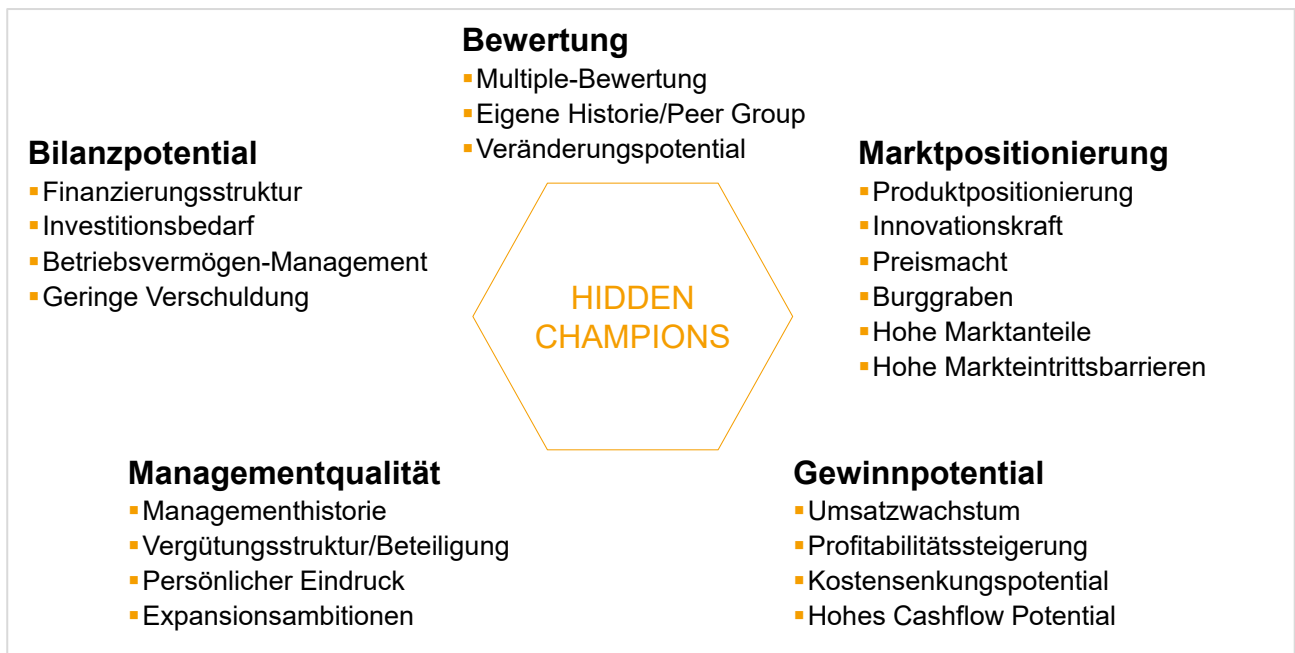 Bewertung
▪Multiple-Bewertung
▪Eigene Historie/Peer Group
▪Veränderungspotential
Bilanzpotential
▪Finanzierungsstruktur
▪Investitionsbedarf
▪Betriebsvermögen-Management
▪Geringe Verschuldung
Marktpositionierung
▪Produktpositionierung
▪Innovationskraft
▪Preismacht
▪Burggraben
▪Hohe Marktanteile
▪Hohe Markteintrittsbarrieren
HIDDEN
CHAMPIONS
Managementqualität
▪Managementhistorie
▪Vergütungsstruktur/Beteiligung
▪Persönlicher Eindruck
▪Expansionsambitionen
Gewinnpotential
▪Umsatzwachstum
▪Profitabilitätssteigerung
▪Kostensenkungspotential
▪Hohes Cashflow Potential